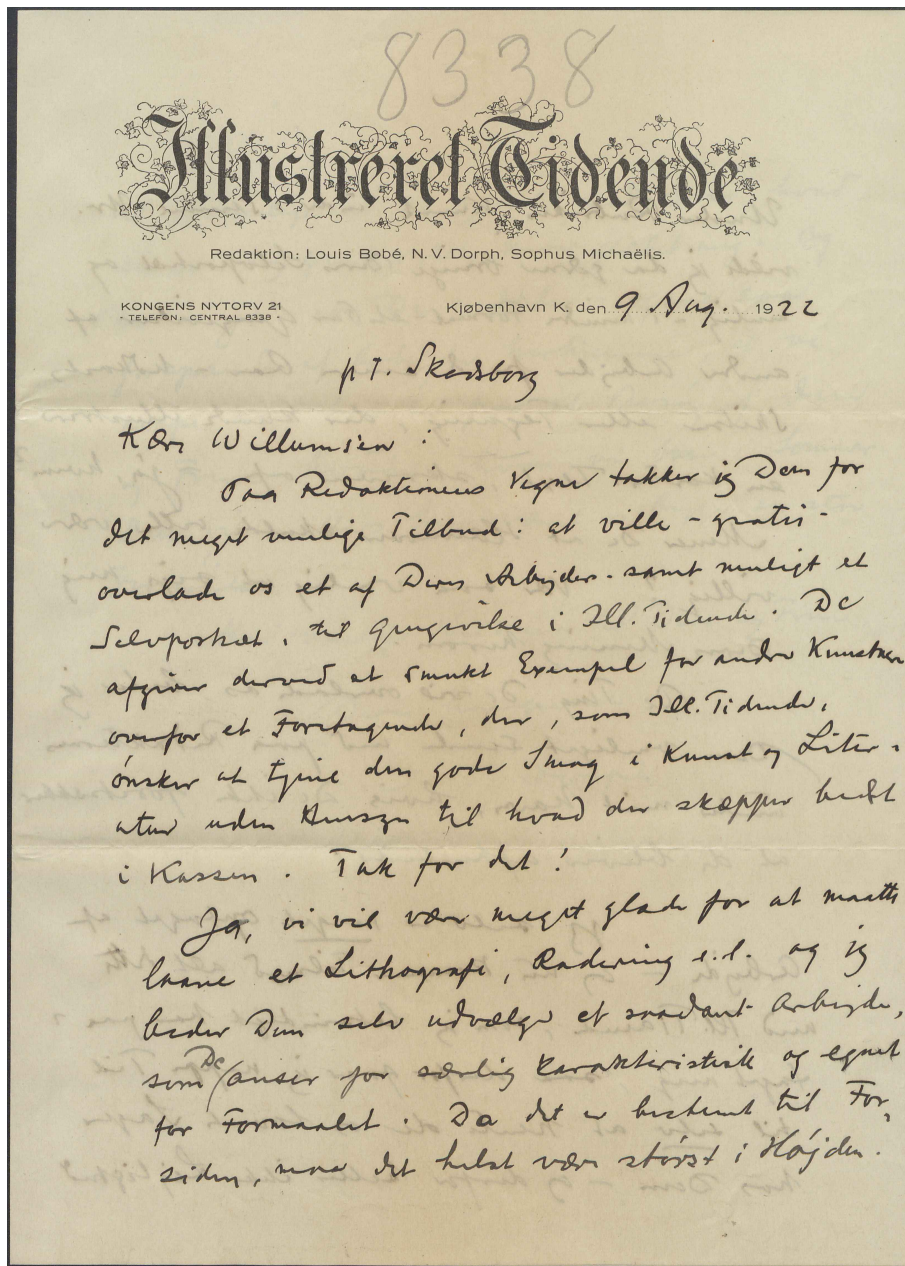 8338
Illustreret Tidende
Redaktion: Louis Bobé, N. V. Dorph, Sophus Michaëlis.
KONGENS NYTORV 21
- TELEFON: CENTRAL 8338 -
Kjøbenhavn K. den 9 Aug. 1922
p t. Skodsborg
Kære Willumsen :
Paa Redaktionens Vegne takker jeg Dem for
det meget venlige Tilbud : at ville - gratis -
overlade os et af Deres Arbejder - samt muligt et
Selvportræt, til Gengivelse i Ill. Tidende. De
afgiver derved et smukt Exempel for andre Kunstnere
overfor et Foretagende, der, som Ill. Tidende,
ønsker at tjene den gode Smag i Kunst og Liter-
atur uden Hensyn til hvad der skæpper bedst
i Kassen. Tak for det!
Ja, vi vil være meget glade for at maatte
laane et Lithografi, Radering e.l. og jeg
beder Dem selv udvælge et saadant Arbejde,
som De anser for særlig karakteristisk og egnet
for Formaalet. Da det er bestemt til For-
siden, maa det helst være størst i Højden.